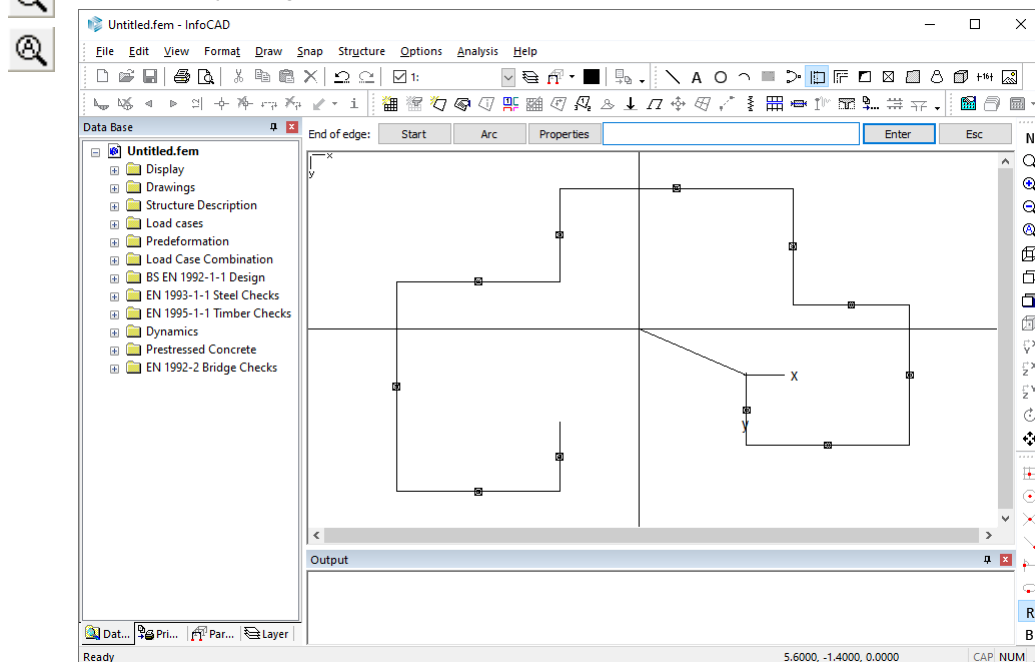 Untitled.fem - InfoCAD
File Edit View Format Draw Snap Structure Options Analysis Help
1:
A
+16+
i
Data Base
End of edge: Start Arc Properties Enter Esc
N
Untitled.fem
Display
Drawings
Structure Description
Load cases
Predeformation
Load Case Combination
BS EN 1992-1-1 Design
EN 1993-1-1 Steel Checks
EN 1995-1-1 Timber Checks
Dynamics
Prestressed Concrete
EN 1992-2 Bridge Checks
x
y
x
y
Output
R
B
Dat... Pri... Par... Layer
Ready 5.6000, -1.4000, 0.0000 CAP NUM